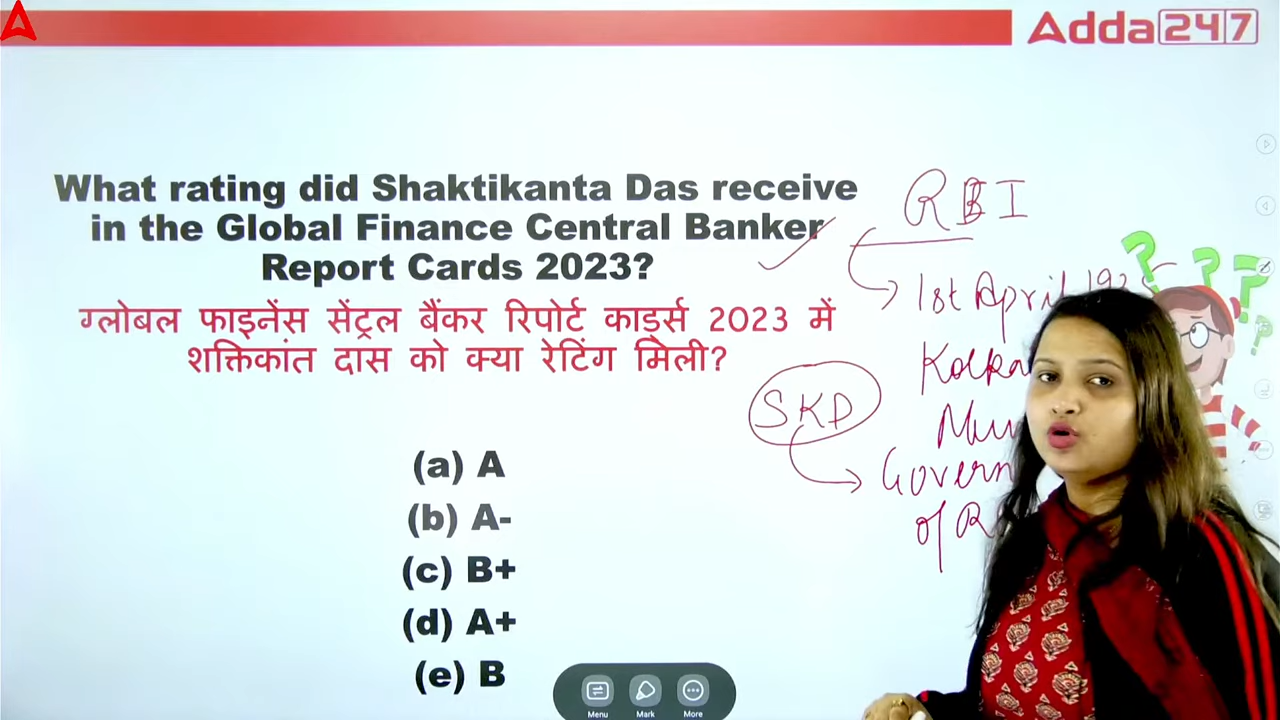 Adda247
What rating did Shaktikanta Das receive
in the Global Finance Central Banker
Report Cards 2023?
ग्लोबल फाइनेंस सेंट्रल बैंकर रिपोर्ट कार्ड्स 2023 में
शक्तिकांत दास को क्या रेटिंग मिली?
(a) A
(b) A-
(c) B+
(d) A+
(e) B
RBI
1st April
SKD
of
Menu
Mark
More